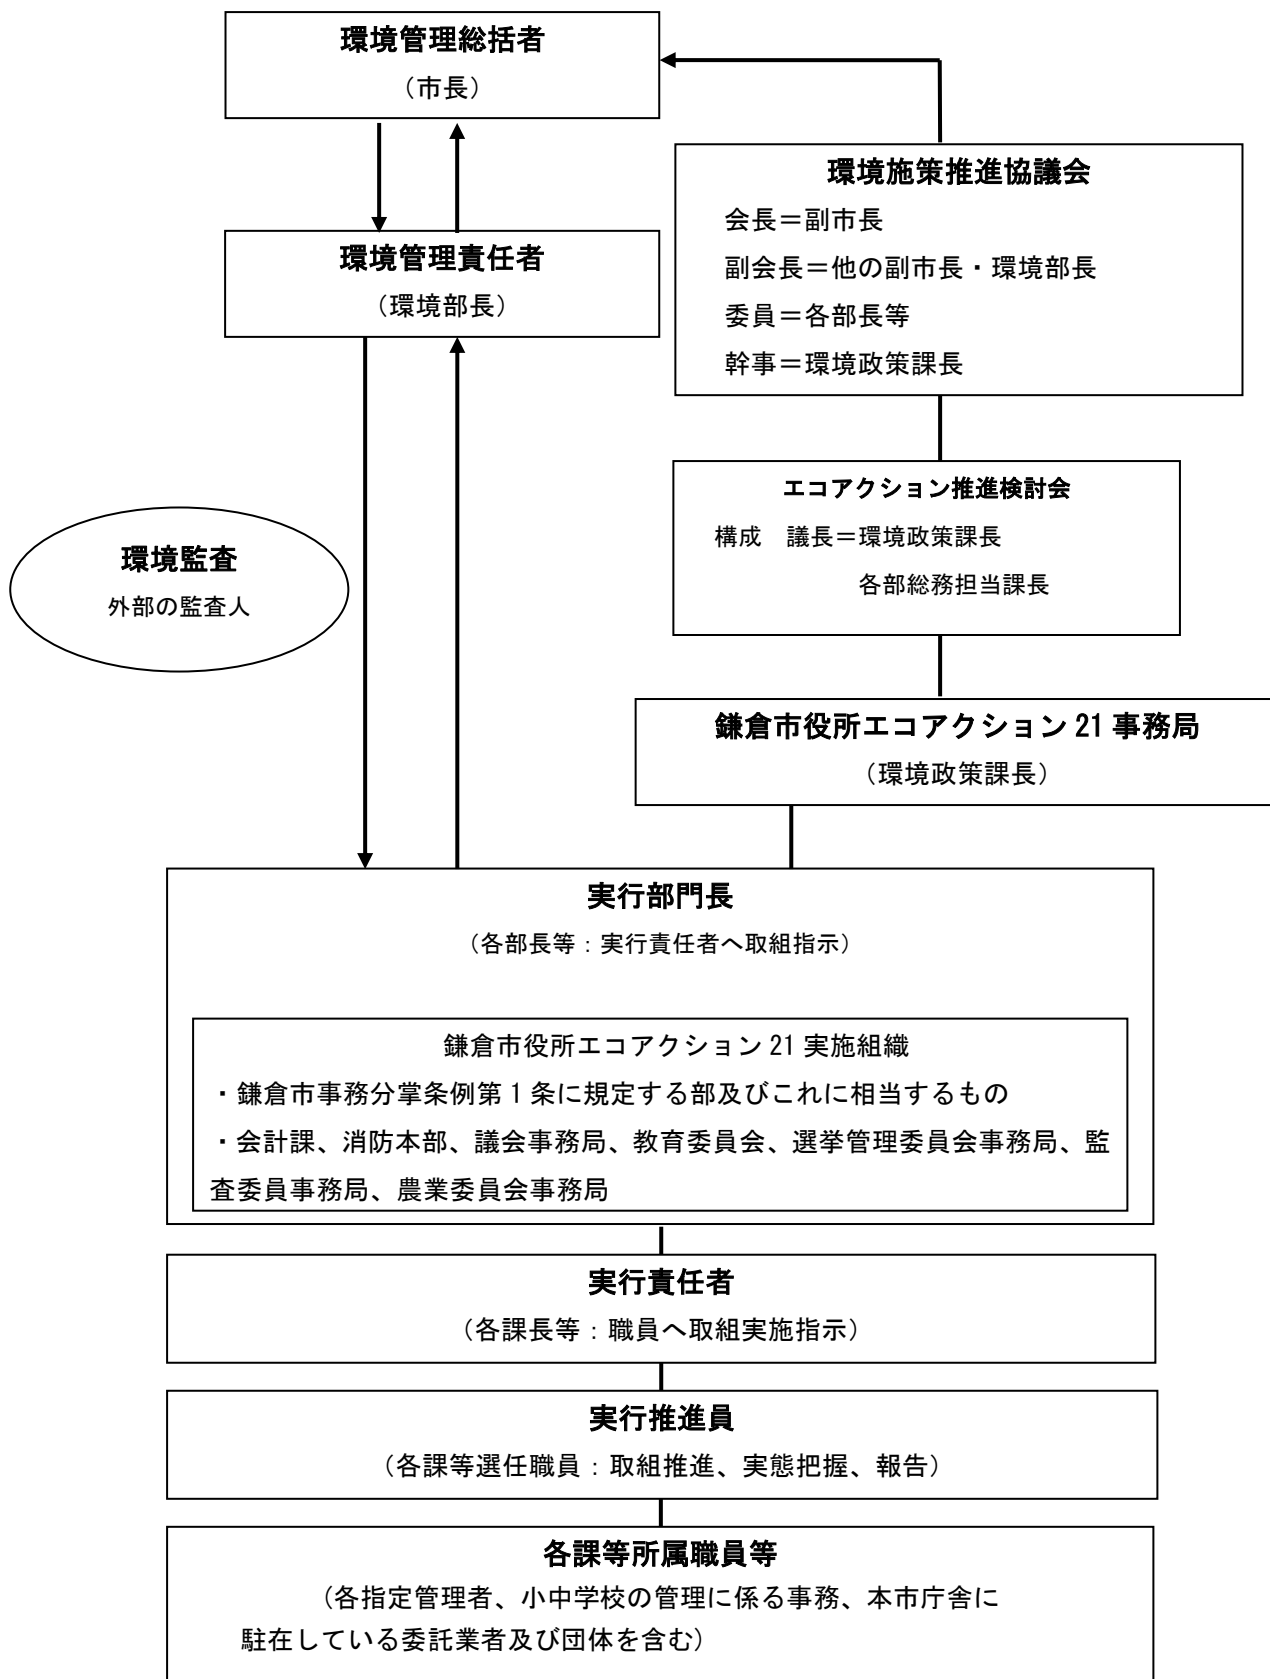 環境管理総括者
（市長）
環境施策推進協議会
会長＝副市長
副会長＝他の副市長・環境部長
委員＝各部長等
幹事＝環境政策課長
環境管理責任者
（環境部長）
エコアクション推進検討会
構成　議長＝環境政策課長
各部総務担当課長
環境監査
外部の監査人
鎌倉市役所エコアクション 21 事務局
（環境政策課長）
実行部門長
（各部長等：実行責任者へ取組指示）
鎌倉市役所エコアクション 21 実施組織
・鎌倉市事務分掌条例第 1 条に規定する部及びこれに相当するもの
・会計課、消防本部、議会事務局、教育委員会、選挙管理委員会事務局、監
査委員事務局、農業委員会事務局
実行責任者
（各課長等：職員へ取組実施指示）
実行推進員
（各課等選任職員：取組推進、実態把握、報告）
各課等所属職員等
（各指定管理者、小中学校の管理に係る事務、本市庁舎に
駐在している委託業者及び団体を含む）